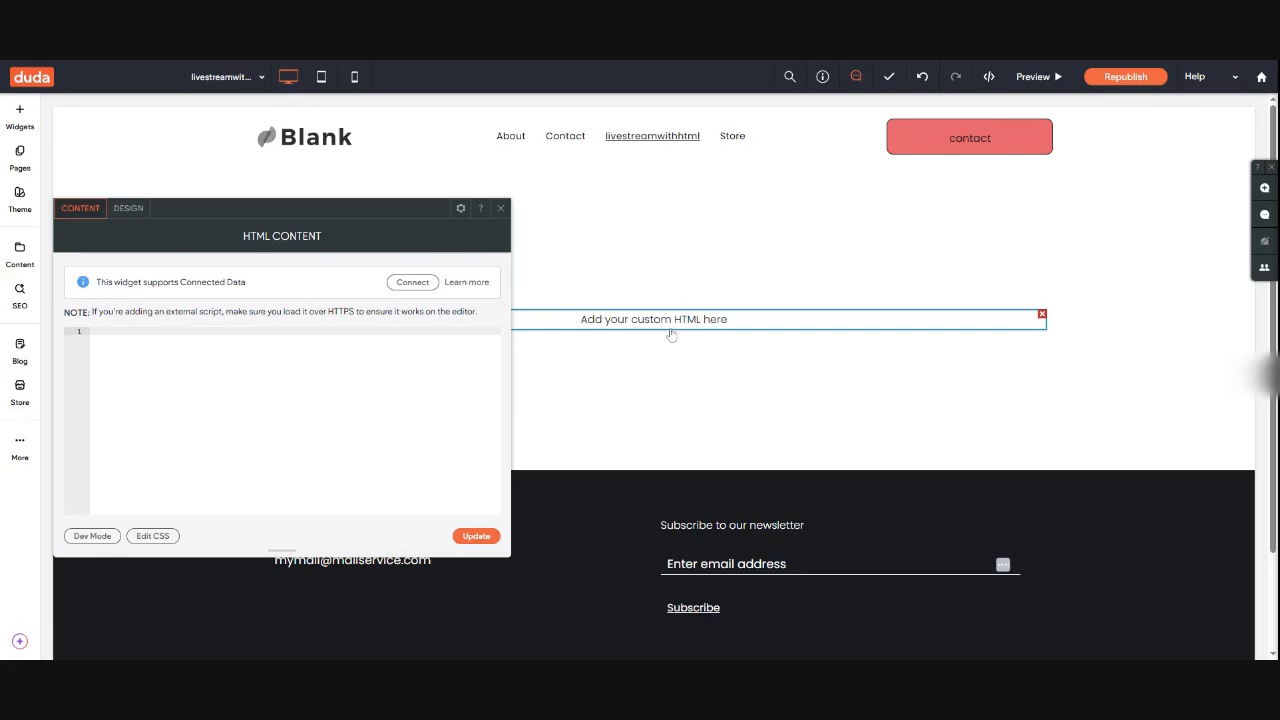 duda
livestreamwit...
Preview
Republish
Help
Widgets
Pages
Theme
Content
SEO
Blog
Store
More
Blank
About
Contact
livestreamwithhtml
Store
contact
CONTENT
DESIGN
?
HTML CONTENT
This widget supports Connected Data
Connect
Learn more
NOTE: If you're adding an external script, make sure you load it over HTTPS to ensure it works on the editor.
1
Dev Mode
Edit CSS
Update
Add your custom HTML here
mymail@mailservice.com
Subscribe to our newsletter
Enter email address
Subscribe